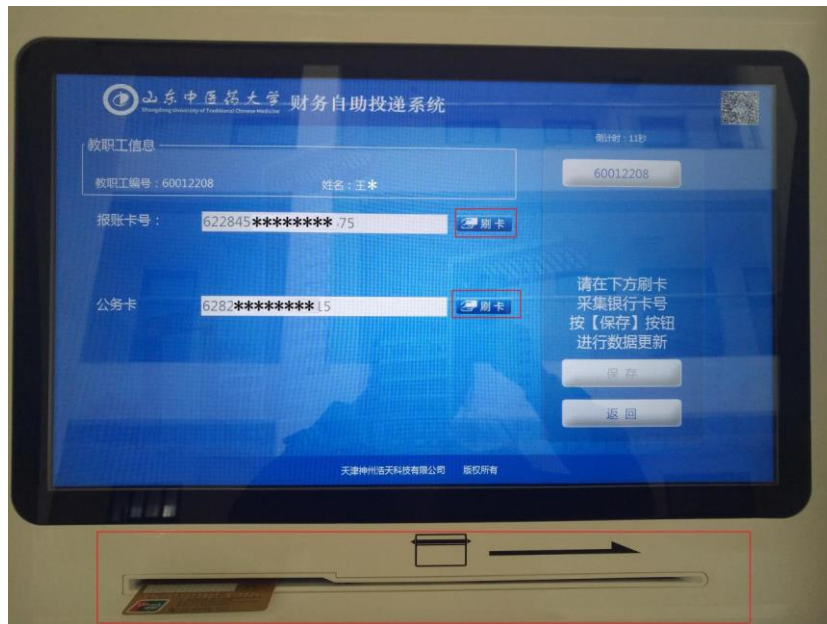 山东中医药大学 财务自助投递系统
Shangdong University of Traditional Chinese Medicine
倒计时：11秒
教职工信息
教职工编号：60012208 姓名：王*
60012208
报账卡号： 622845********75 刷卡
公务卡 6282********15 刷卡
请在下方刷卡
采集银行卡号
按【保存】按钮
进行数据更新
保存
返回
天津神州浩天科技有限公司 版权所有